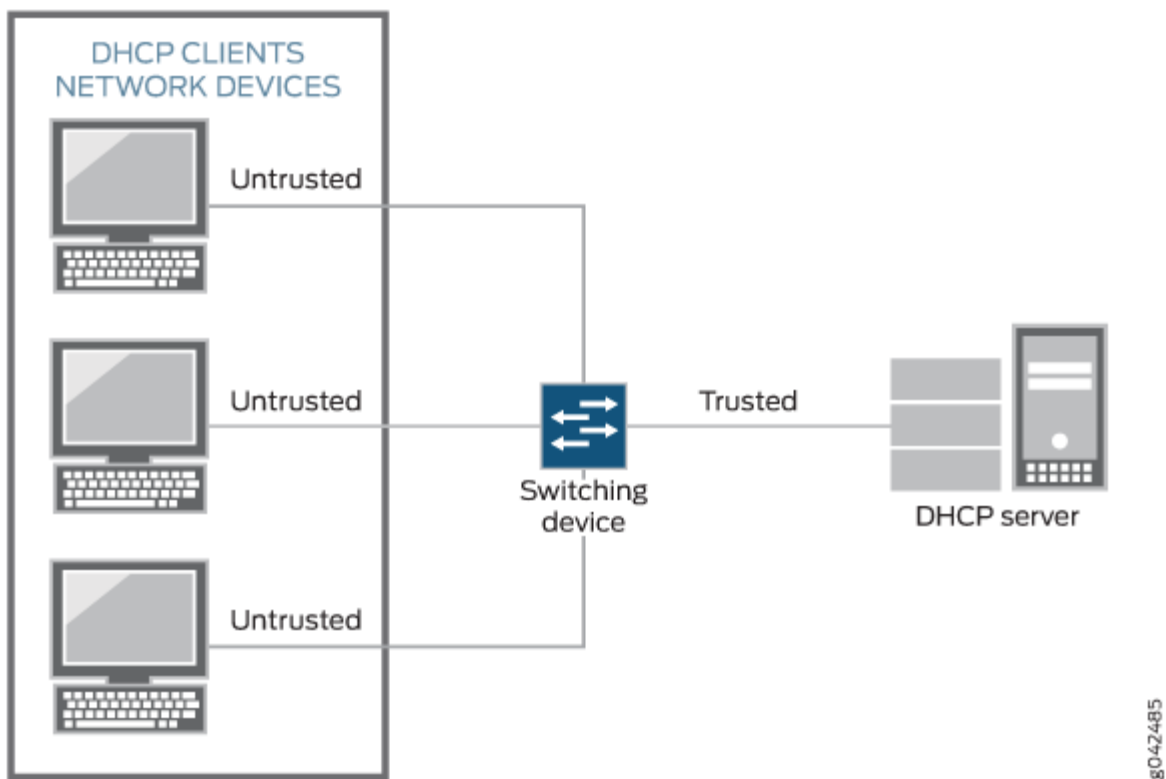 DHCP CLIENTS
NETWORK DEVICES
Untrusted
Untrusted
Trusted
Switching
device
DHCP server
Untrusted
g042485